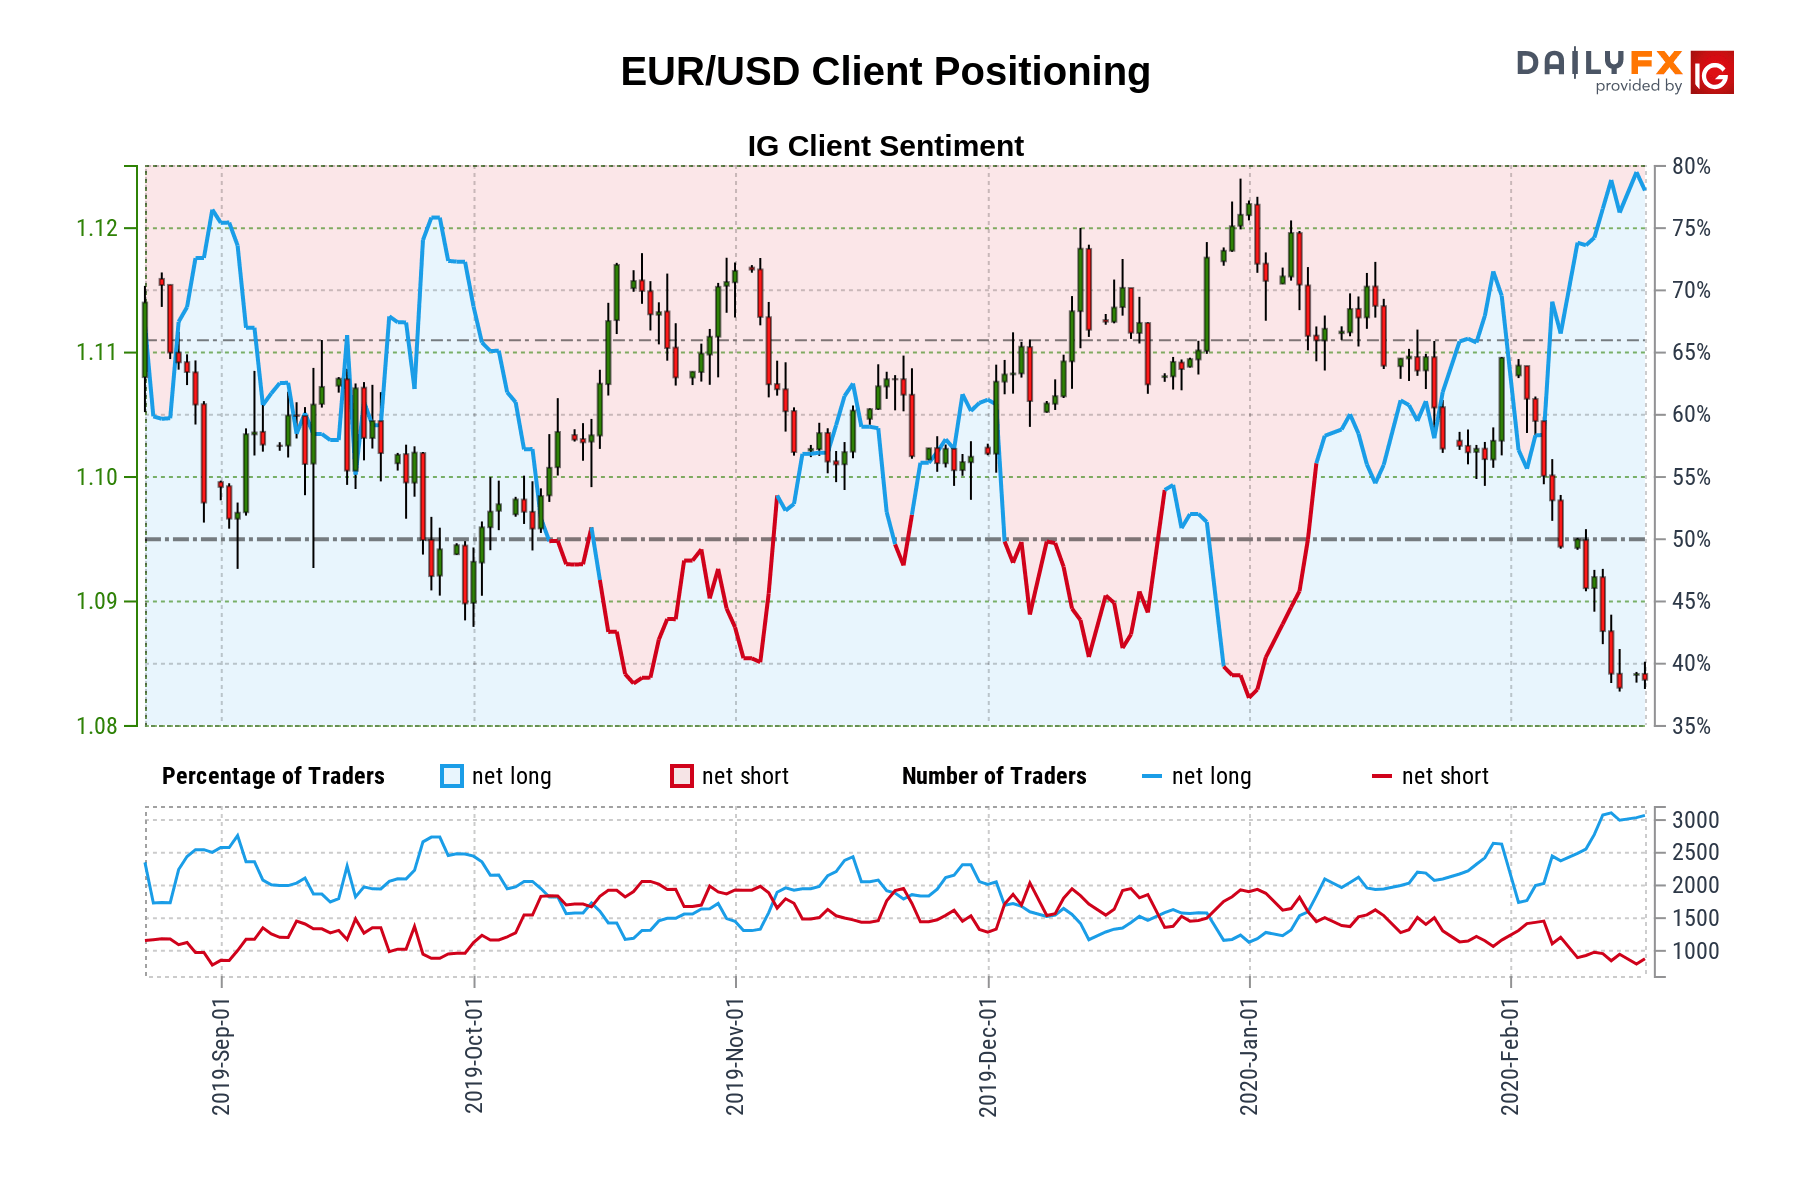 EUR/USD Client Positioning
DAILYFX
provided by IG
IG Client Sentiment
1.12
1.11
1.10
1.09
1.08
80%
75%
70%
65%
60%
55%
50%
45%
40%
35%
Percentage of Traders net long net short Number of Traders net long net short
3000
2500
2000
1500
1000
2019-Sep-01
2019-Oct-01
2019-Nov-01
2019-Dec-01
2020-Jan-01
2020-Feb-01